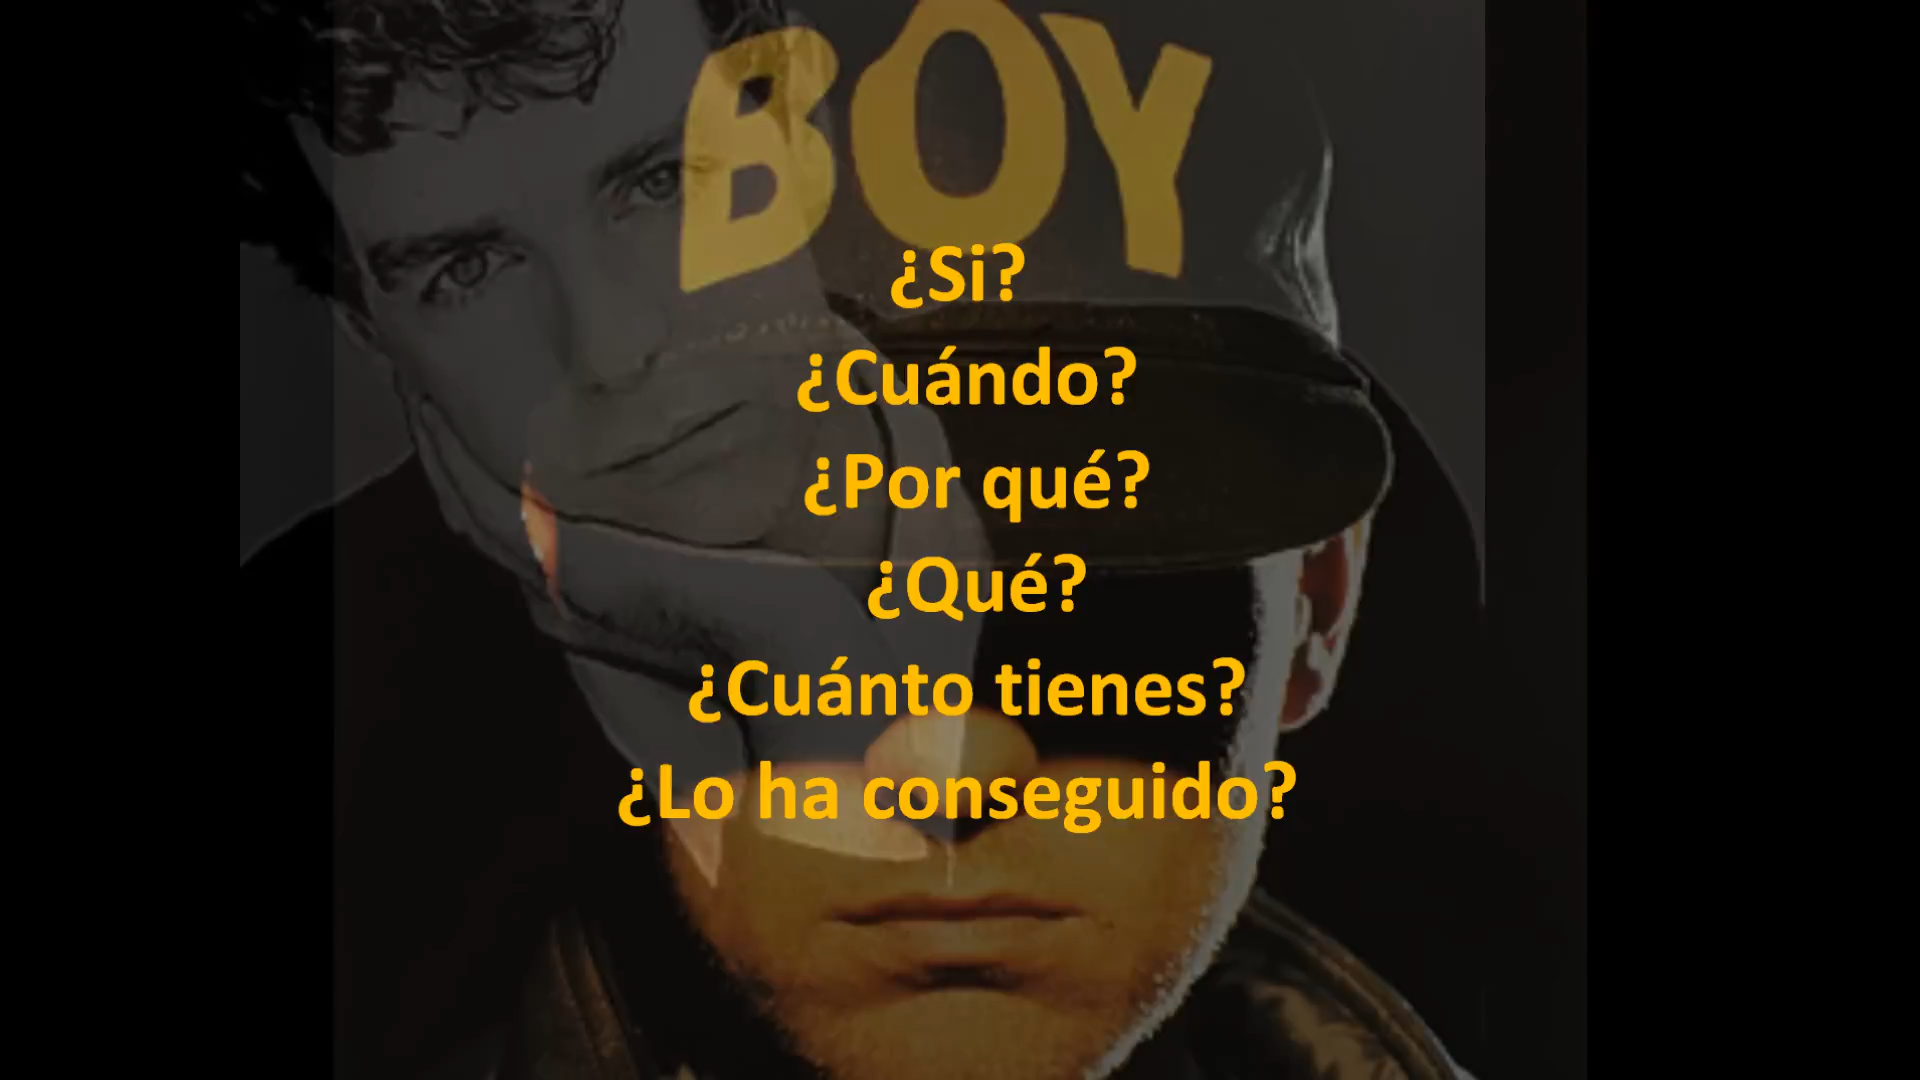 BOY
¿Si?
¿Cuándo?
¿Por qué?
¿Qué?
¿Cuánto tienes?
¿Lo ha conseguido?